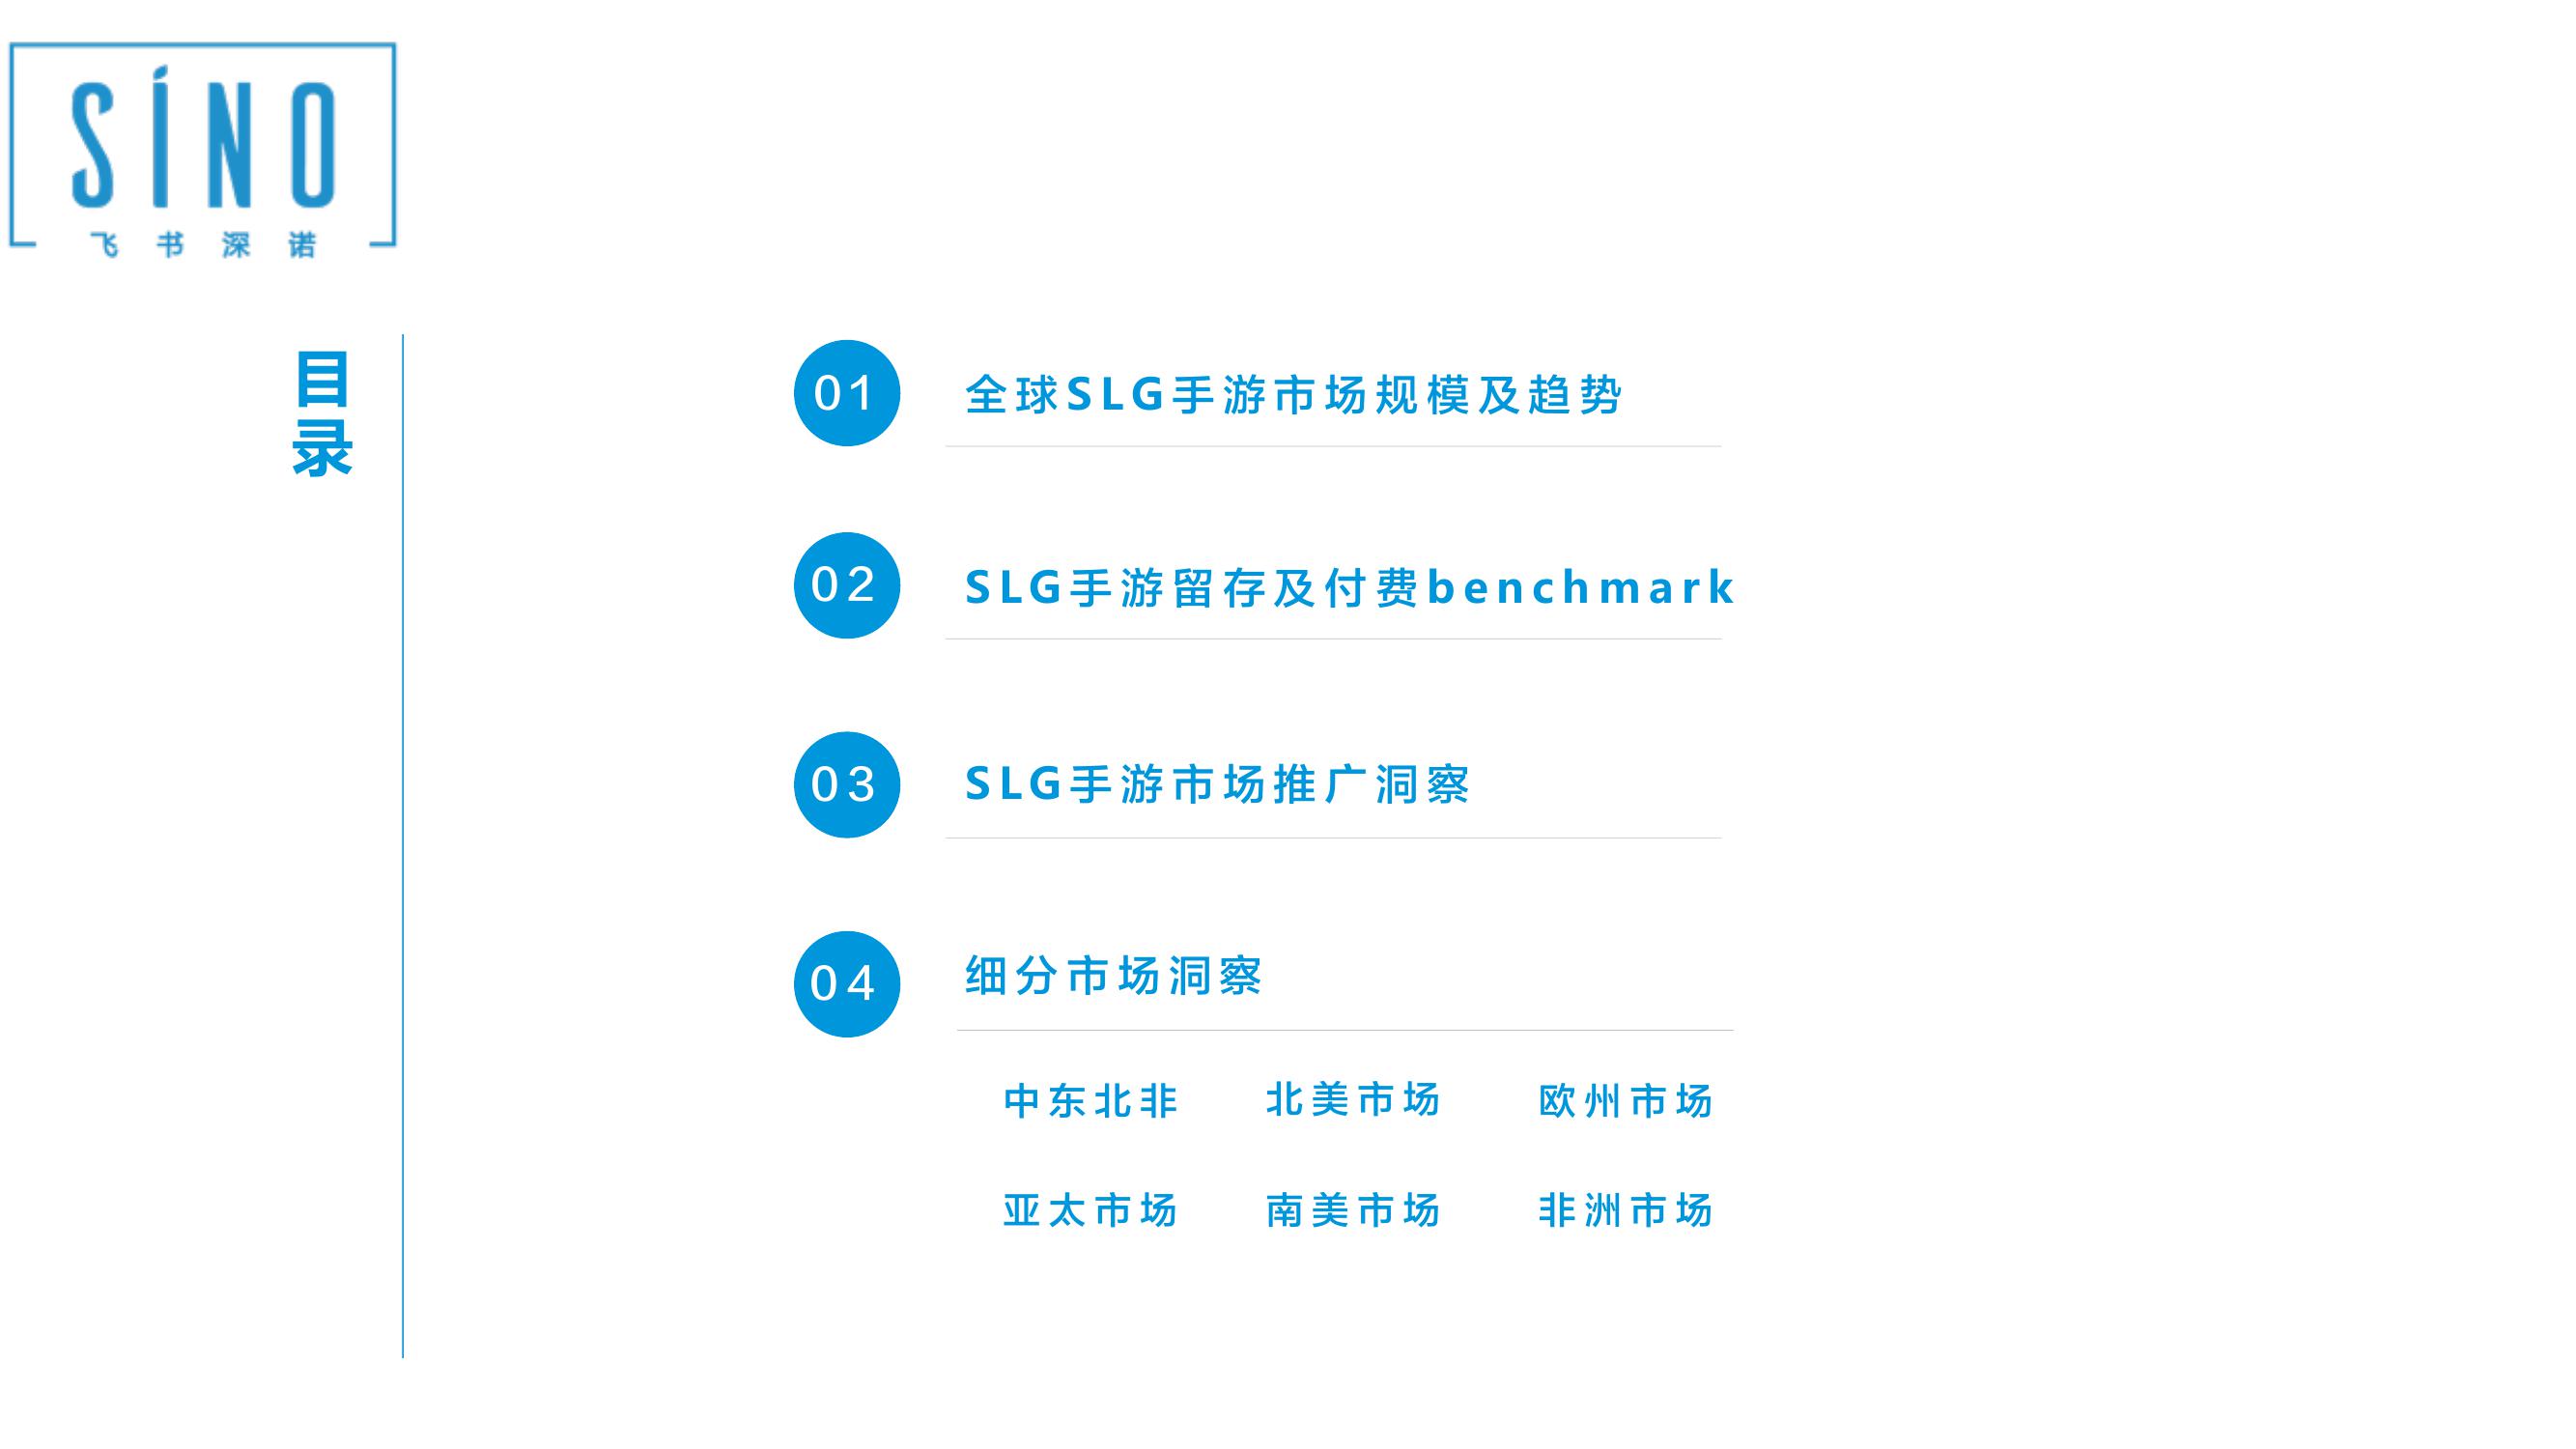 SÍNO
飞书深诺
目录
01 全球SLG手游市场规模及趋势
02 SLG手游留存及付费benchmark
03 SLG手游市场推广洞察
04 细分市场洞察
中东北非 北美市场 欧州市场
亚太市场 南美市场 非洲市场